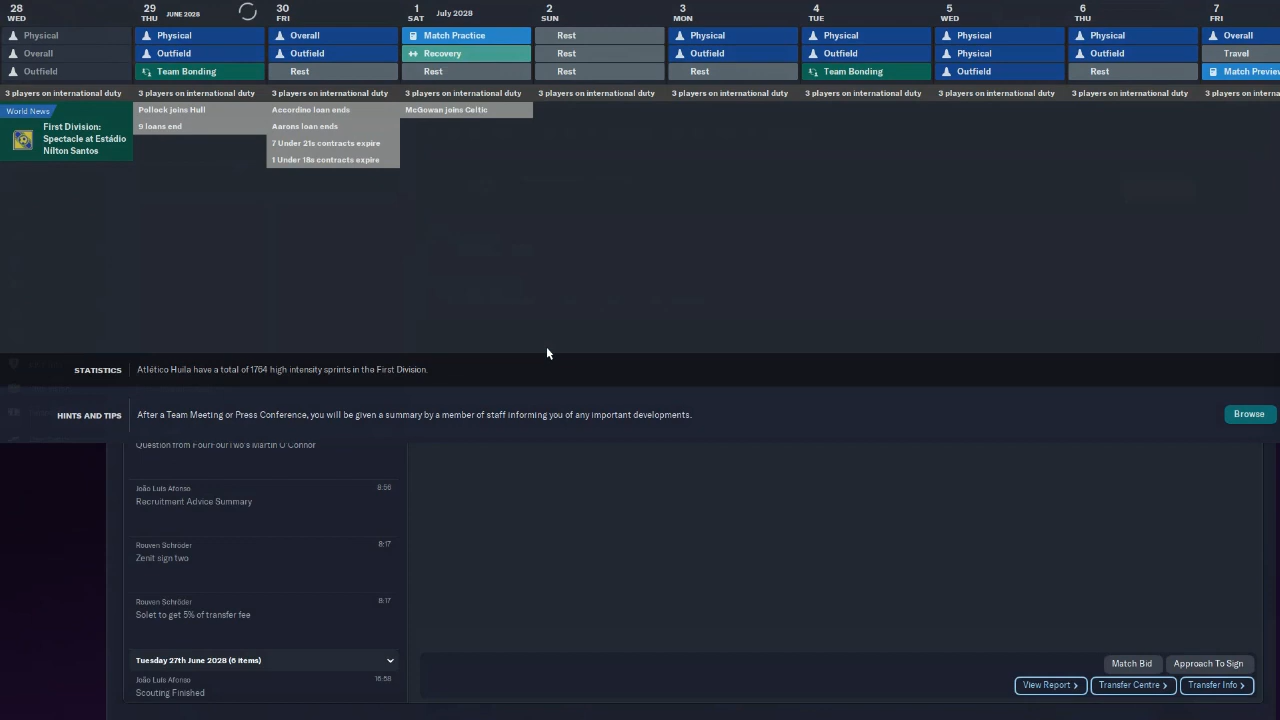 28 WED
29 THU JUNE 2028
30 FRI
1 SAT July 2028
2 SUN
3 MON
4 TUE
5 WED
6 THU
7 FRI
Physical Physical Overall Match Practice Rest Physical Physical Physical Physical Overall
Overall Outfield Outfield Recovery Rest Outfield Outfield Physical Outfield Travel
Outfield Team Bonding Rest Rest Rest Rest Team Bonding Outfield Rest Match Preview
3 players on international duty 3 players on international duty 3 players on international duty 3 players on international duty 3 players on international duty 3 players on international duty 3 players on international duty 3 players on international duty 3 players on international duty 3 players on interna
World News
First Division:
Spectacle at Estádio
Nílton Santos
Pollock joins Hull
9 loans end
Accordino loan ends
Aarons loan ends
7 Under 21s contracts expire
1 Under 18s contracts expire
McGowan joins Celtic
STATISTICS Atlético Huila have a total of 1764 high intensity sprints in the First Division.
HINTS AND TIPS After a Team Meeting or Press Conference, you will be given a summary by a member of staff informing you of any important developments.
Browse
Question from FourFourTwo's Martin O'Connor
João Luís Afonso 8:56
Recruitment Advice Summary
Rouven Schröder 8:17
Zenit sign two
Rouven Schröder 8:17
Solet to get 5% of transfer fee
Tuesday 27th June 2028 (6 Items)
João Luís Afonso 16:58
Scouting Finished
Match Bid Approach To Sign
View Report Transfer Centre Transfer Info